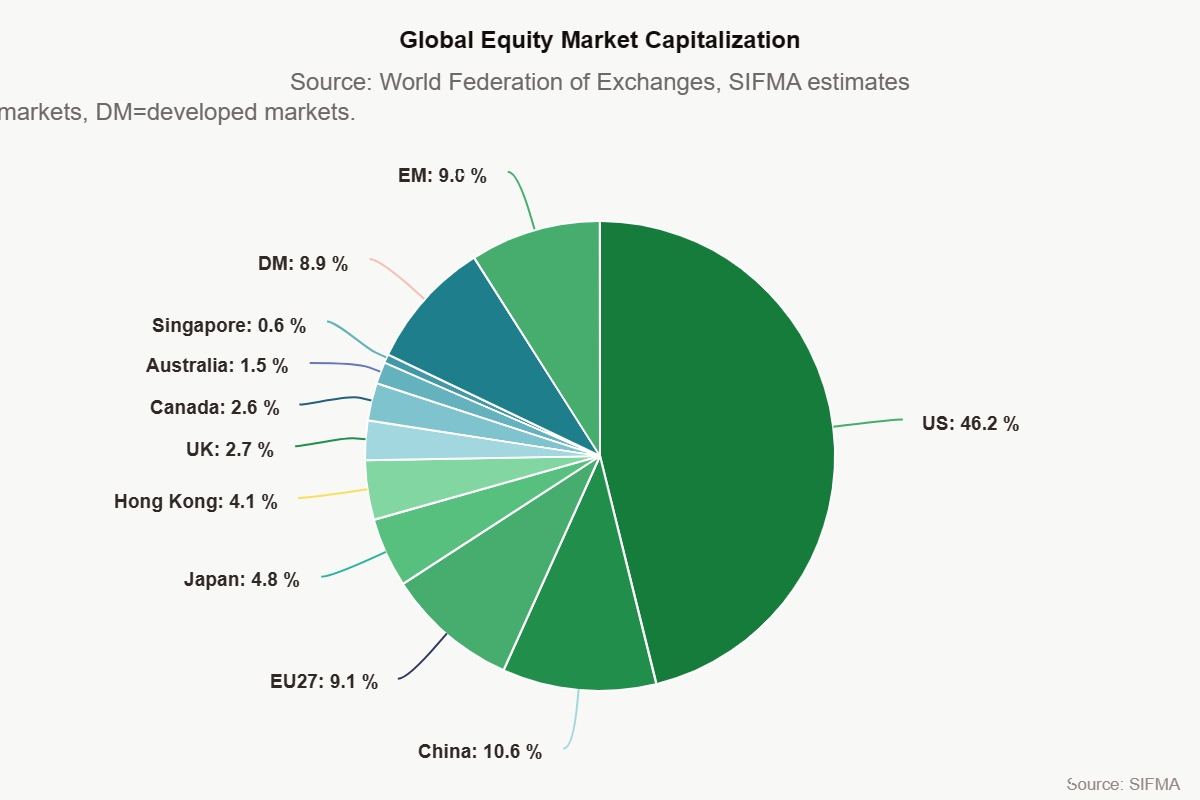 Global Equity Market Capitalization
Source: World Federation of Exchanges, SIFMA estimates
markets, DM=developed markets.
EM: %
DM: 8.9 %
Singapore: 0.6 %
Australia: 1.5 %
Canada: 2.6 %
UK: 2.7 %
Hong Kong: 4.1 %
Japan: 4.8 %
EU27: 9.1 %
China: 10.6 %
US: 46.2 %
Source: SIFMA